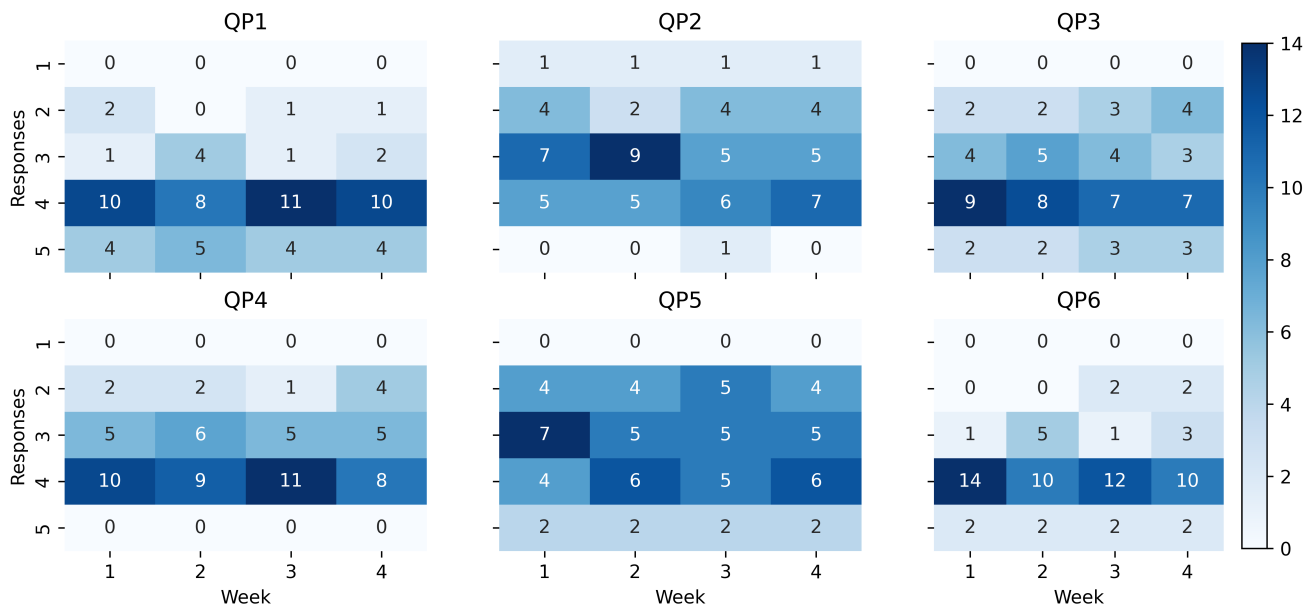 QP1 QP2 QP3
1 0 0 0 0 1 1 1 1 0 0 0 0 14
2 2 0 1 1 4 2 4 4 2 2 3 4 12
Responses 3 1 4 1 2 7 9 5 5 4 5 4 3
4 10 8 11 10 5 5 6 7 9 8 7 7 10
5 4 5 4 4 0 0 1 0 2 2 3 3 8
QP4 QP5 QP6
1 0 0 0 0 0 0 0 0 0 0 0 0 6
2 2 2 1 4 4 4 5 4 0 0 2 2 4
Responses 3 5 6 5 5 7 5 5 5 1 5 1 3
4 10 9 11 8 4 6 5 6 14 10 12 10 2
5 0 0 0 0 2 2 2 2 2 2 2 2 0
1 2 3 4 1 2 3 4 1 2 3 4
Week Week Week